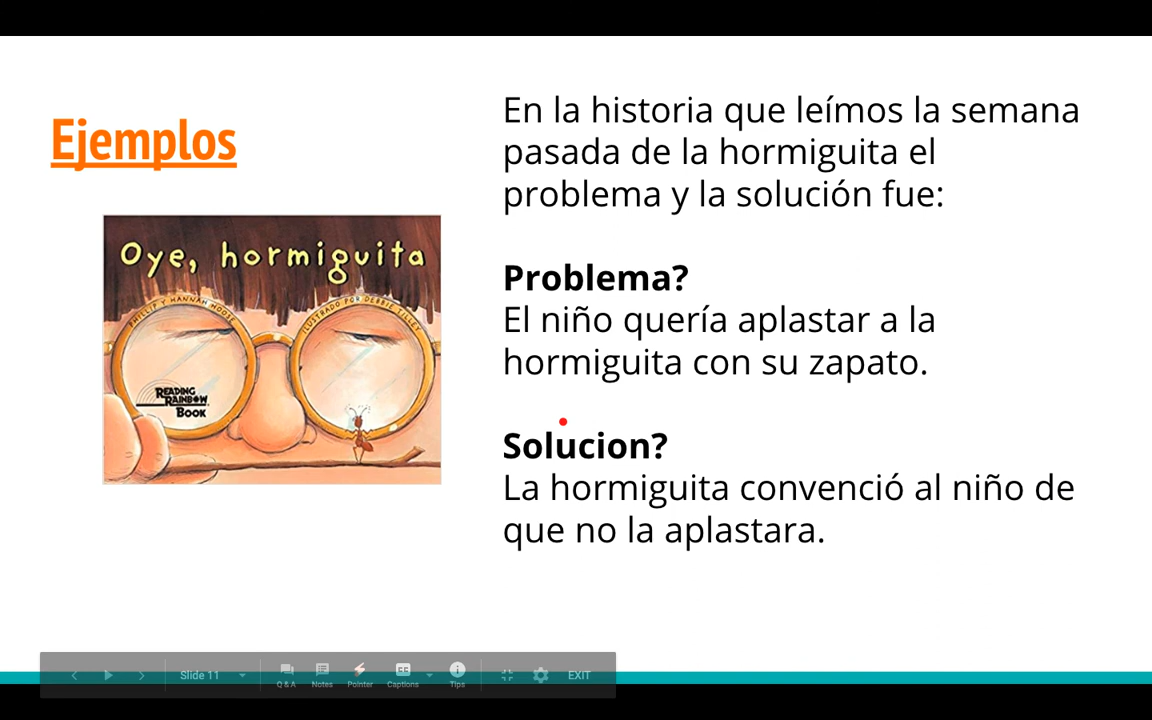 Ejemplos
Oye, hormiguita
PHILLIP Y HANNAH HOOSE
ILUSTRADO POR DEBBIE TILLEY
READING
RAINBOW
BOOK
En la historia que leímos la semana
pasada de la hormiguita el
problema y la solución fue:
Problema?
El niño quería aplastar a la
hormiguita con su zapato.
Solucion?
La hormiguita convenció al niño de
que no la aplastara.
Slide 11
Q & A
Notes
Pointer
CC
Captions
Tips
EXIT